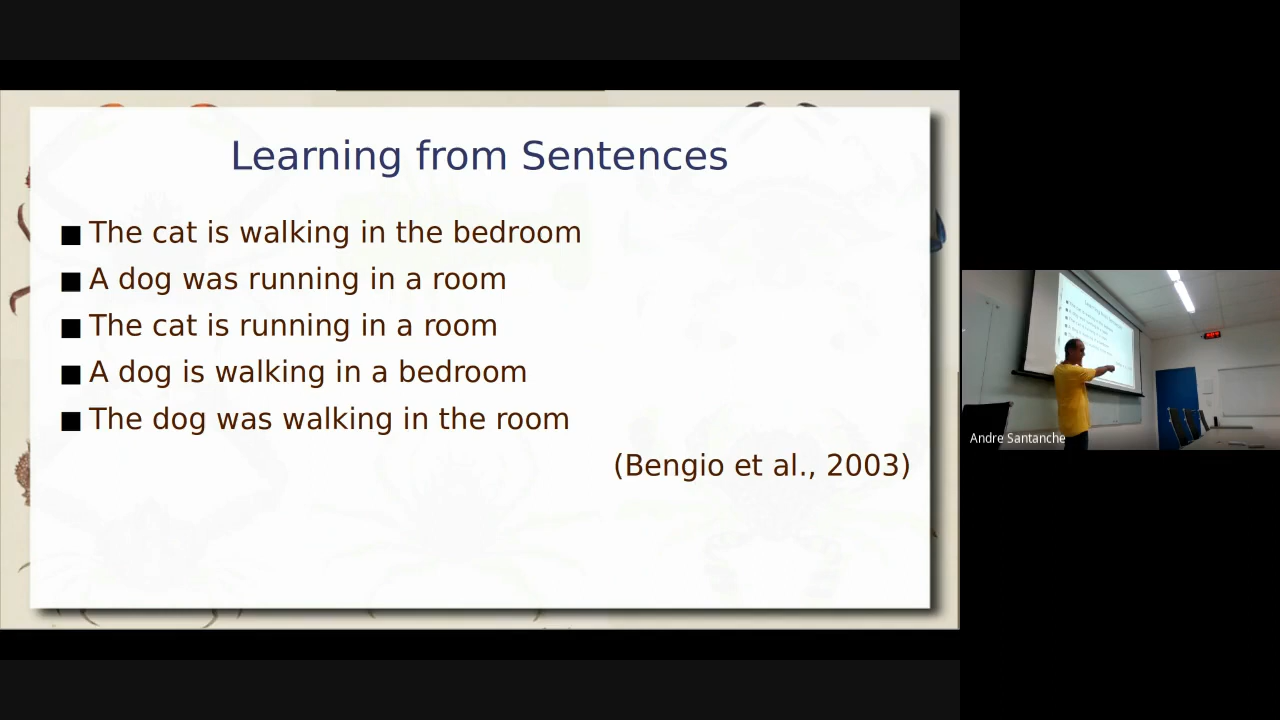 Learning from Sentences
■ The cat is walking in the bedroom
■ A dog was running in a room
■ The cat is running in a room
■ A dog is walking in a bedroom
■ The dog was walking in the room
(Bengio et al., 2003)
Andre Santanche